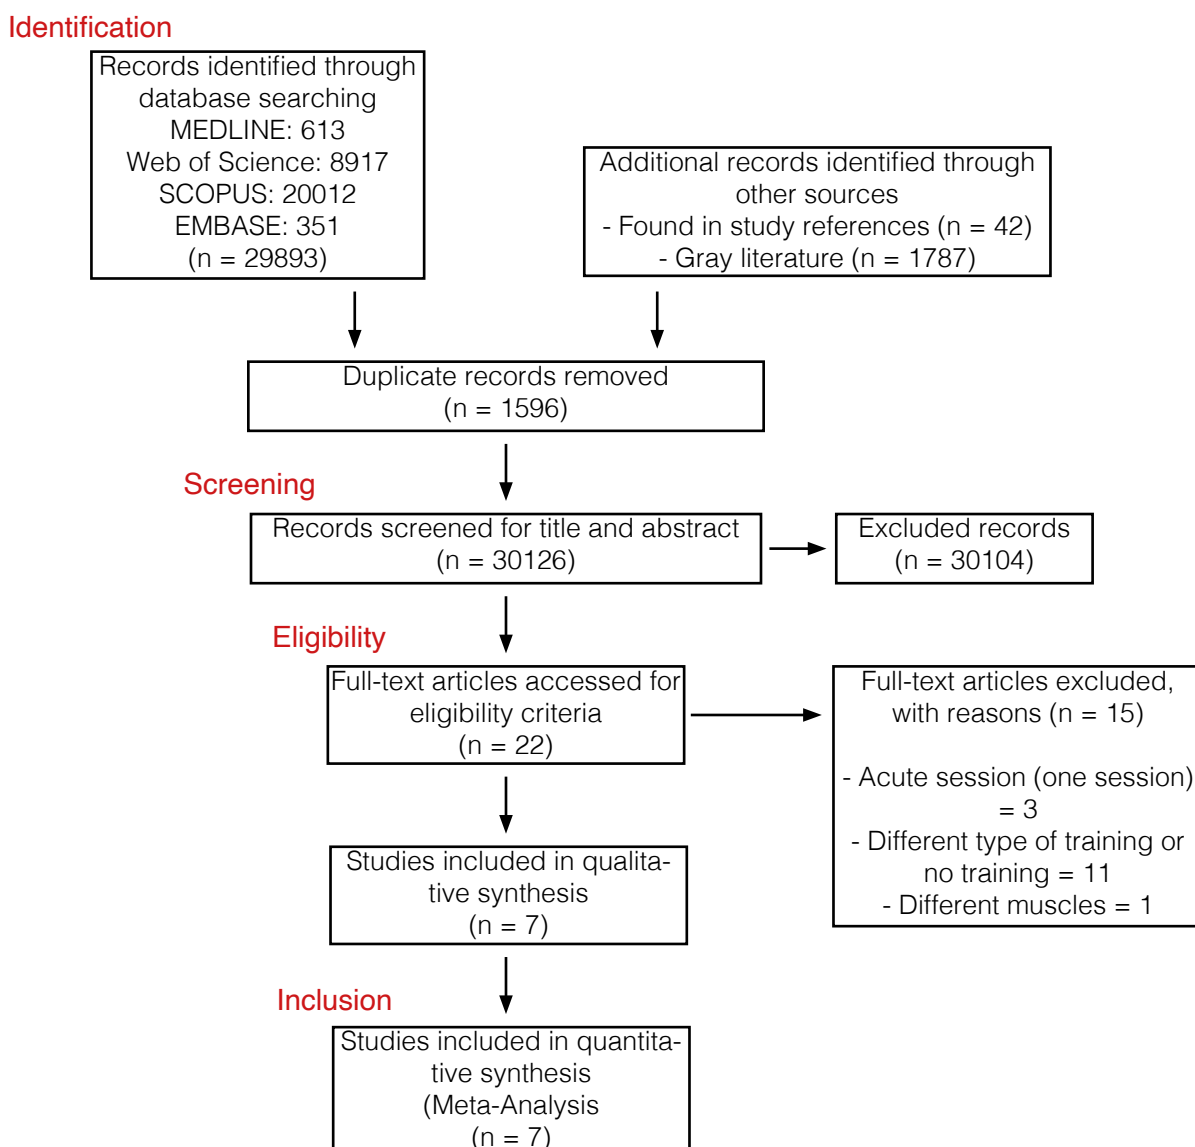 Identification
Records identified through
database searching
MEDLINE: 613
Web of Science: 8917
SCOPUS: 20012
EMBASE: 351
(n = 29893)
Additional records identified through
other sources
- Found in study references (n = 42)
- Gray literature (n = 1787)
Duplicate records removed
(n = 1596)
Screening
Records screened for title and abstract
(n = 30126)
Excluded records
(n = 30104)
Eligibility
Full-text articles accessed for
eligibility criteria
(n = 22)
Full-text articles excluded,
with reasons (n = 15)
- Acute session (one session)
= 3
- Different type of training or
no training = 11
- Different muscles = 1
Studies included in qualita-
tive synthesis
(n = 7)
Inclusion
Studies included in quantita-
tive synthesis
(Meta-Analysis
(n = 7)